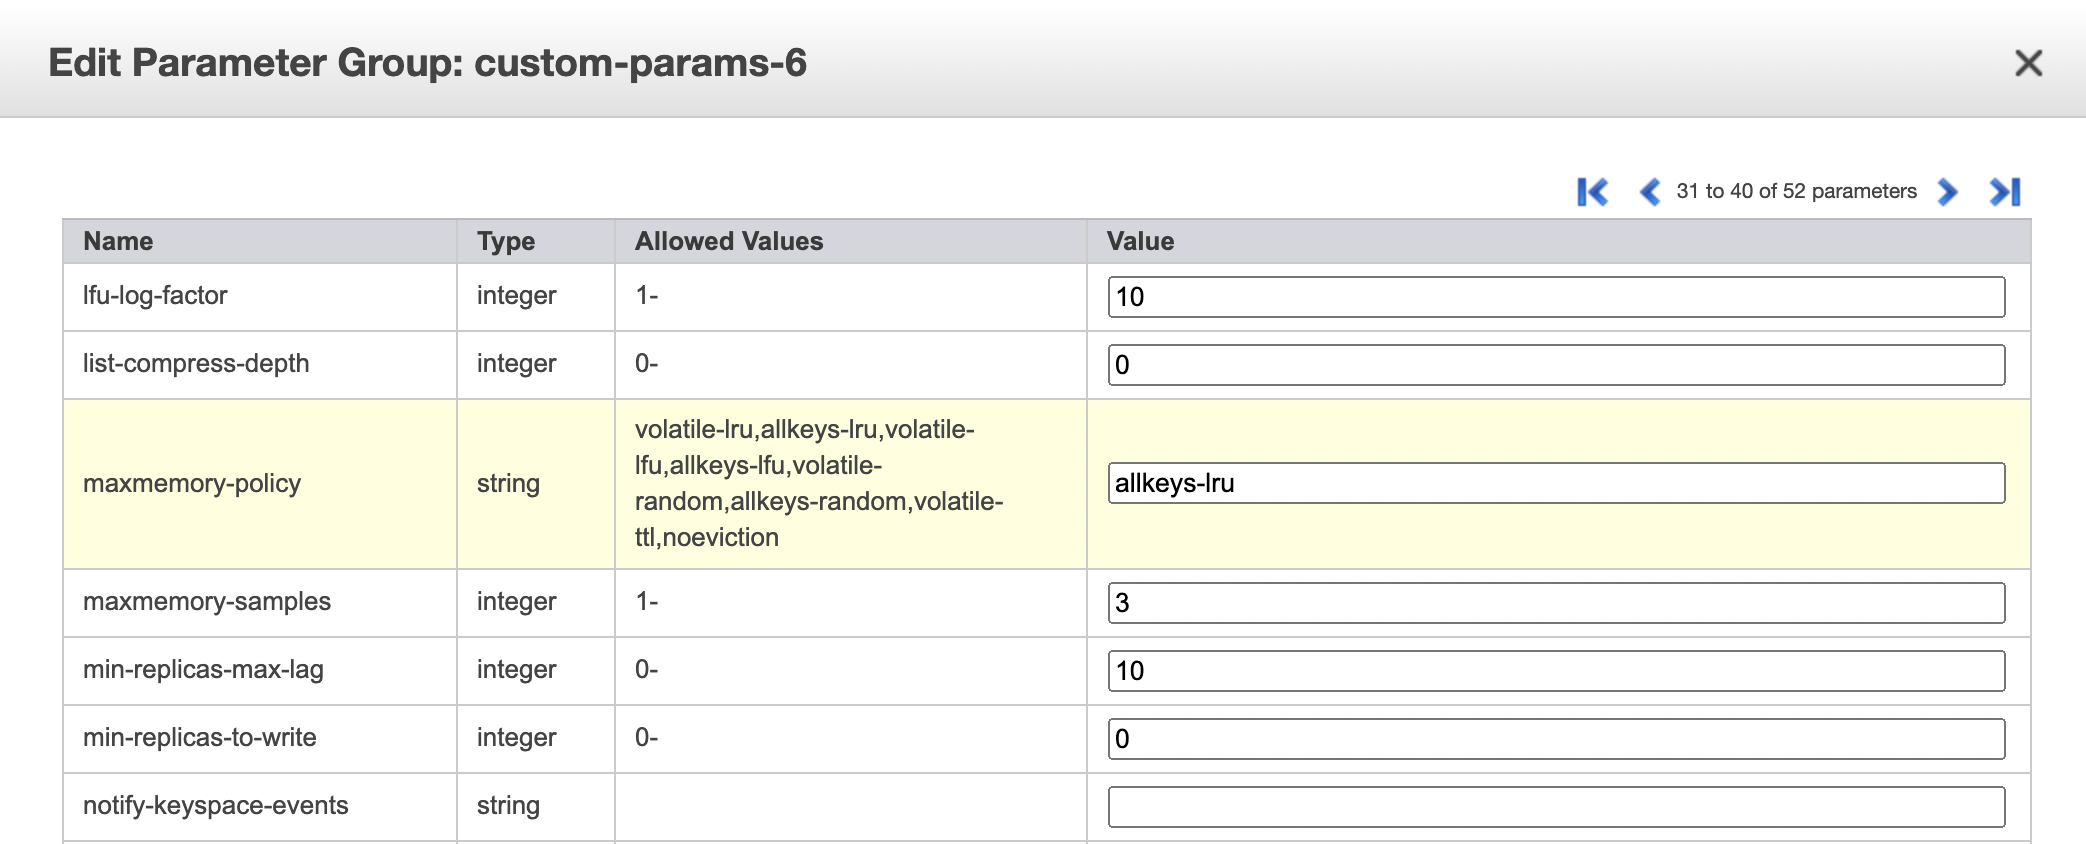 Edit Parameter Group: custom-params-6
31 to 40 of 52 parameters
Name Type Allowed Values Value
lfu-log-factor integer 1- 10
list-compress-depth integer 0- 0
maxmemory-policy string volatile-lru,allkeys-lru,volatile-
lfu,allkeys-lfu,volatile-
random,allkeys-random,volatile-
ttl,noeviction
allkeys-lru
maxmemory-samples integer 1- 3
min-replicas-max-lag integer 0- 10
min-replicas-to-write integer 0- 0
notify-keyspace-events string